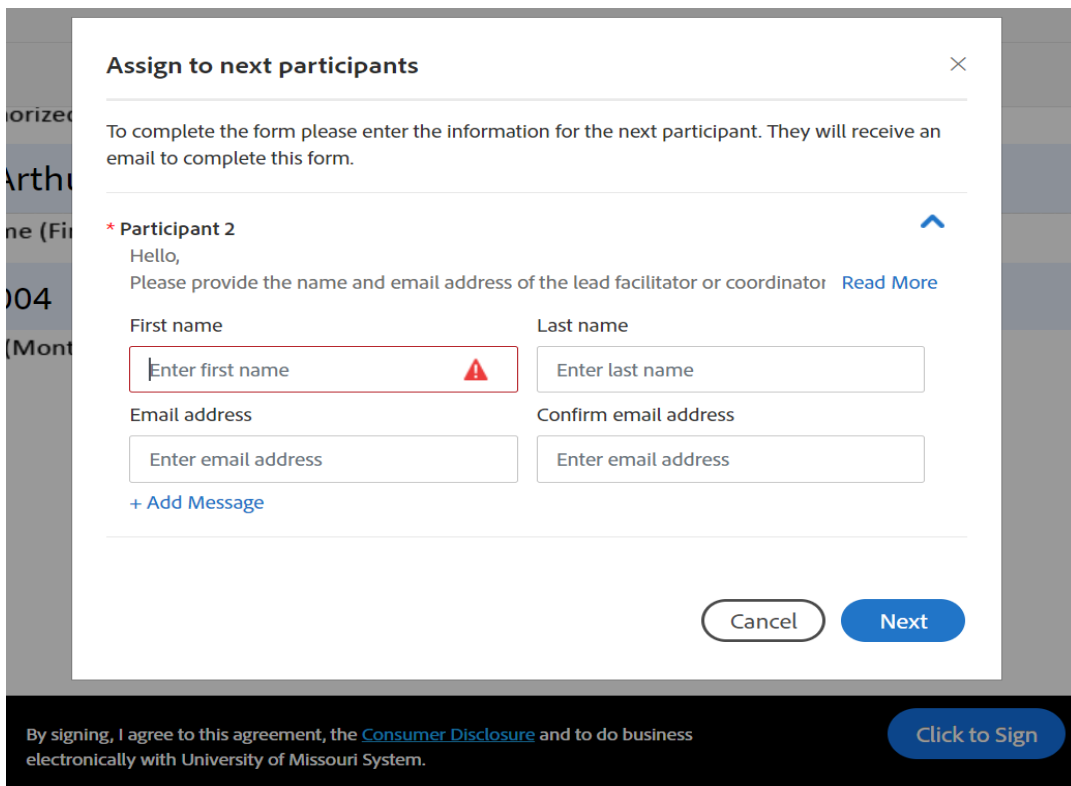 Assign to next participants
To complete the form please enter the information for the next participant. They will receive an
email to complete this form.
* Participant 2
Hello,
Please provide the name and email address of the lead facilitator or coordinator Read More
First name Last name
Enter first name Enter last name
Email address Confirm email address
Enter email address Enter email address
+ Add Message
Cancel Next
By signing, I agree to this agreement, the Consumer Disclosure and to do business
electronically with University of Missouri System.
Click to Sign
004
(Mont